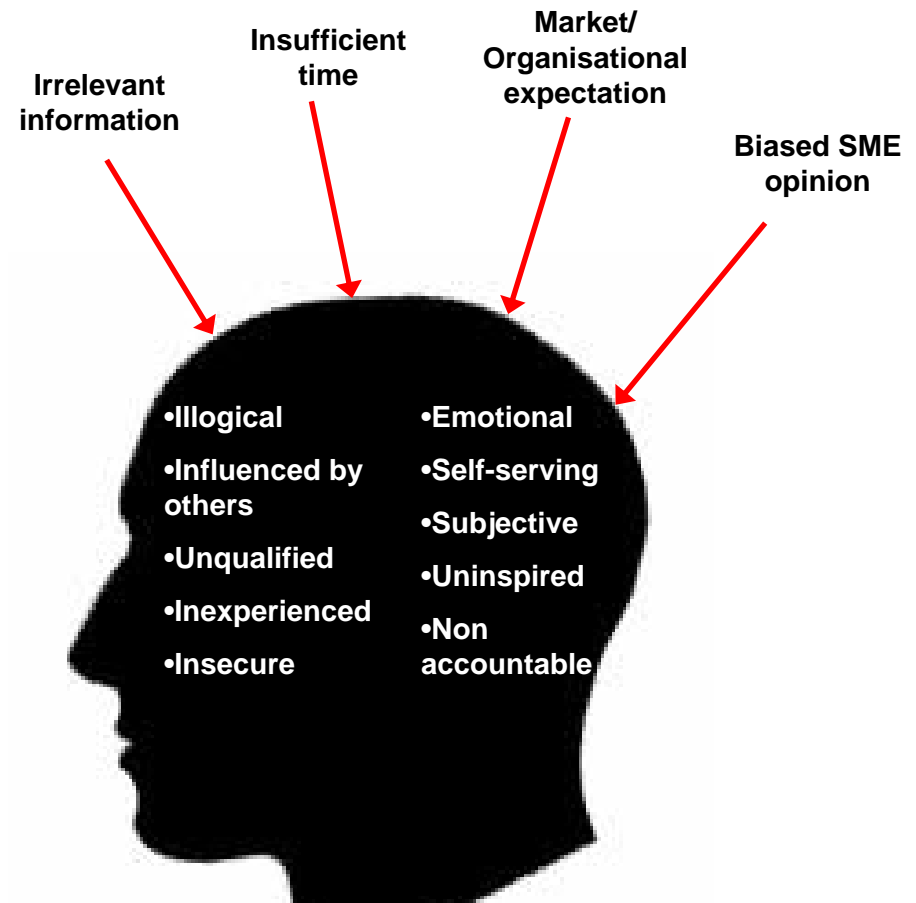 Irrelevant
information
Insufficient
time
Market/
Organisational
expectation
Biased SME
opinion
•Illogical
•Influenced by
others
•Unqualified
•Inexperienced
•Insecure
•Emotional
•Self-serving
•Subjective
•Uninspired
•Non
accountable